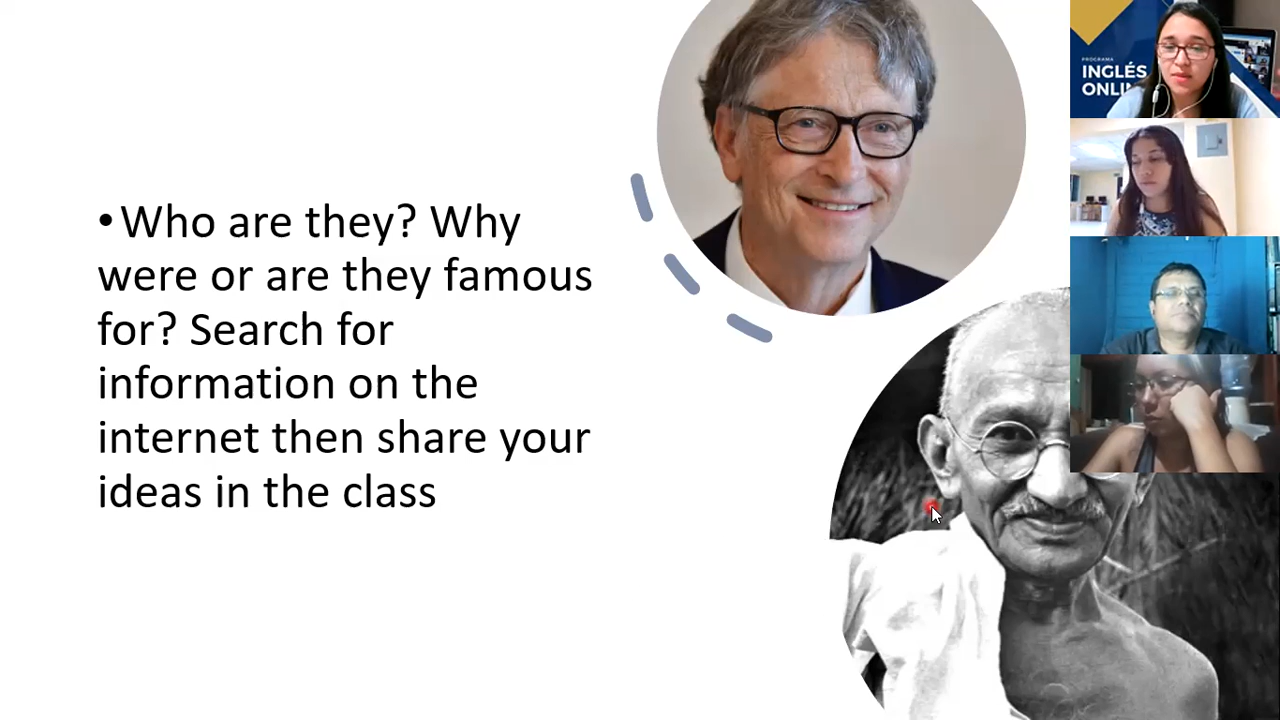 • Who are they? Why
were or are they famous
for? Search for
information on the
internet then share your
ideas in the class
PROGRAMA
INGLÉS